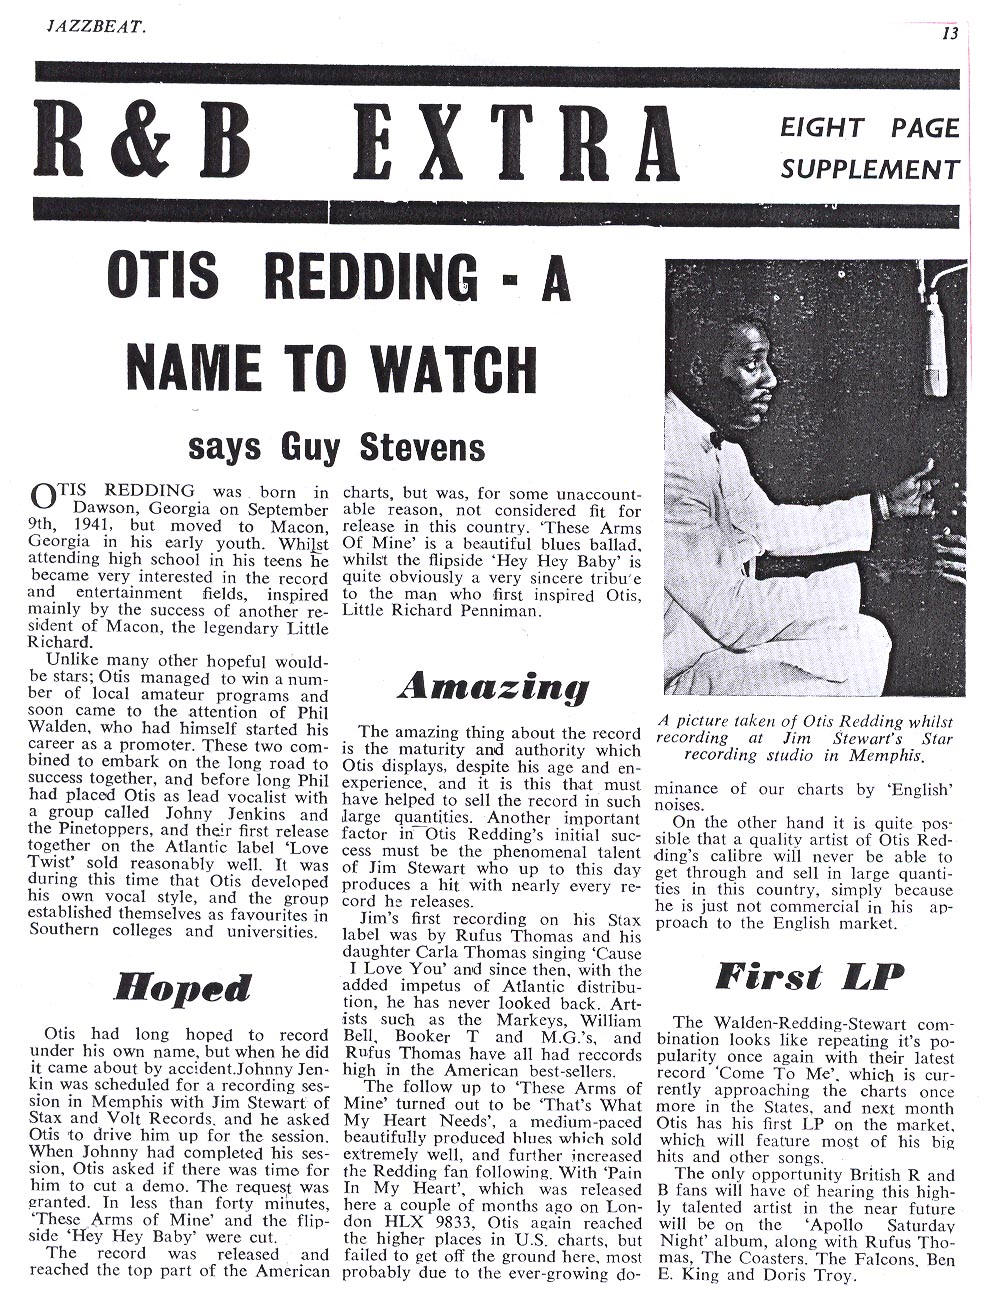 JAZZBEAT.
13
R & B EXTRA
EIGHT PAGE
SUPPLEMENT
OTIS REDDING - A
NAME TO WATCH
says Guy Stevens
OTIS REDDING was born in
Dawson, Georgia on September
9th, 1941, but moved to Macon,
Georgia in his early youth. Whilst
attending high school in his teens he
became very interested in the record
and entertainment fields, inspired
mainly by the success of another re-
sident of Macon, the legendary Little
Richard.
Unlike many other hopeful would-
be stars; Otis managed to win a num-
ber of local amateur programs and
soon came to the attention of Phil
Walden, who had himself started his
career as a promoter. These two com-
bined to embark on the long road to
success together, and before long Phil
had placed Otis as lead vocalist with
a group called Johny Jenkins and
the Pinetoppers, and their first release
together on the Atlantic label 'Love
Twist' sold reasonably well. It was
during this time that Otis developed
his own vocal style, and the group
established themselves as favourites in
Southern colleges and universities.
Hoped
Otis had long hoped to record
under his own name, but when he did
it came about by accident.Johnny Jen-
kin was scheduled for a recording ses-
sion in Memphis with Jim Stewart of
Stax and Volt Records. and he asked
Otis to drive him up for the session.
When Johnny had completed his ses-
sion, Otis asked if there was time for
him to cut a demo. The request was
granted. In less than forty minutes,
'These Arms of Mine' and the flip-
side 'Hey Hey Baby' were cut.
The record was released and
reached the top part of the American
charts, but was, for some unaccount-
able reason, not considered fit for
release in this country. 'These Arms
Of Mine' is a beautiful blues ballad,
whilst the flipside 'Hey Hey Baby' is
quite obviously a very sincere tribute
to the man who first inspired Otis,
Little Richard Penniman.
Amazing
The amazing thing about the record
is the maturity and authority which
Otis displays, despite his age and en-
experience, and it is this that must
have helped to sell the record in such
large quantities. Another important
factor in Otis Redding's initial suc-
cess must be the phenomenal talent
of Jim Stewart who up to this day
produces a hit with nearly every re-
cord he releases.
Jim's first recording on his Stax
label was by Rufus Thomas and his
daughter Carla Thomas singing 'Cause
I Love You' and since then, with the
added impetus of Atlantic distribu-
tion, he has never looked back. Art-
ists such as the Markeys, William
Bell, Booker T and M.G.'s, and
Rufus Thomas have all had reccords
high in the American best-sellers.
The follow up to 'These Arms of
Mine' turned out to be 'That's What
My Heart Needs', a medium-paced
beautifully produced blues which sold
extremely well, and further increased
the Redding fan following. With 'Pain
In My Heart', which was released
here a couple of months ago on Lon-
don HLX 9833, Otis again reached
the higher places in U.S. charts, but
failed to get off the ground here, most
probably due to the ever-growing do-
A picture taken of Otis Redding whilst
recording at Jim Stewart's Star
recording studio in Memphis.
minance of our charts by 'English'
noises.
On the other hand it is quite pos-
sible that a quality artist of Otis Red-
ding's calibre will never be able to
get through and sell in large quanti-
ties in this country, simply because
he is just not commercial in his ap-
proach to the English market.
First LP
The Walden-Redding-Stewart com-
bination looks like repeating it's po-
pularity once again with their latest
record 'Come To Me'. which is cur-
rently approaching the charts once
more in the States, and next month
Otis has his first LP on the market,
which will feature most of his big
hits and other songs.
The only opportunity British R and
B fans will have of hearing this high-
ly talented artist in the near future
will be on the 'Apollo Saturday
Night' album, along with Rufus Tho-
mas, The Coasters. The Falcons, Ben
E. King and Doris Troy.